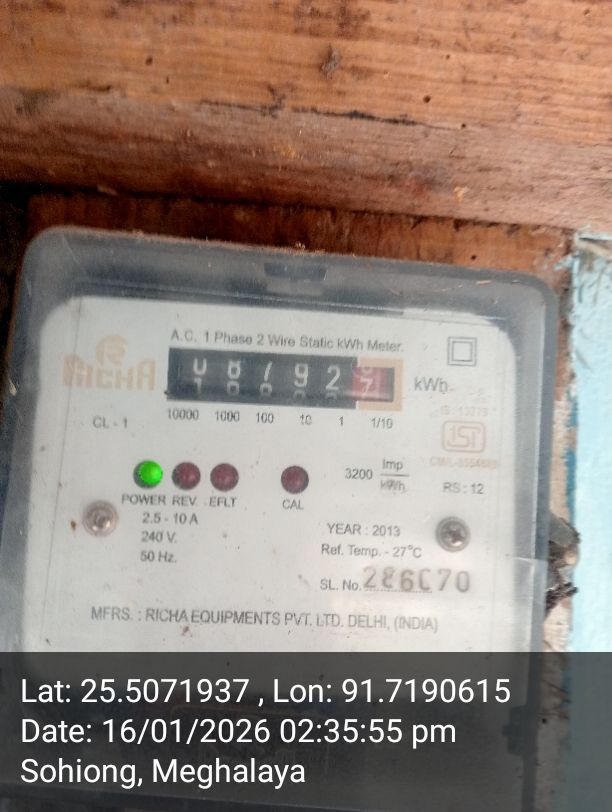 A.C. 1 Phase 2 Wire Static kWh Meter.
RICHA
kWh
10000 1000 100 10 1 1/10
CL - 1
3200 Imp/kWh
RS : 12
POWER REV. EFLT CAL
2.5 - 10 A
240 V.
50 Hz.
YEAR : 2013
Ref. Temp. - 27°C
SL. No.
MFRS. : RICHA EQUIPMENTS PVT. LTD. DELHI, (INDIA)
Lat: 25.5071937 , Lon: 91.7190615
Date: 16/01/2026 02:35:55 pm
Sohiong, Meghalaya